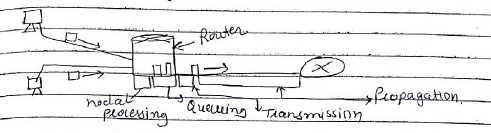 Router
X
Propagation.
nodal Queuing Transmission
processing